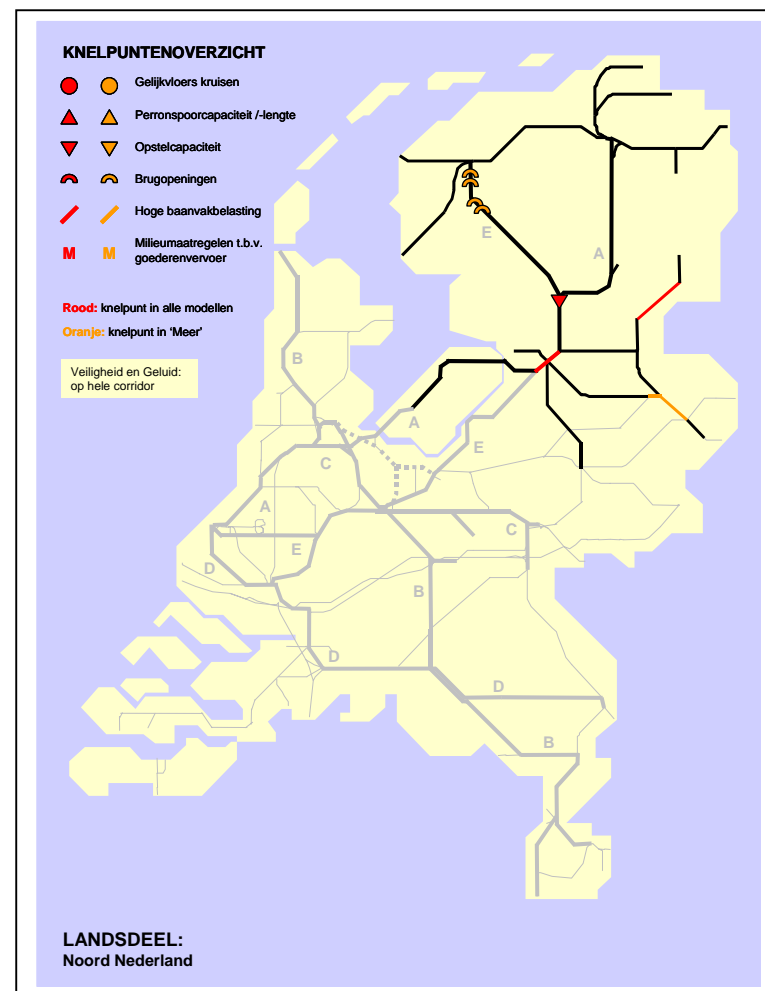 KNELPUNTENOVERZICHT
Gelijkvloers kruisen
Perronspoorcapaciteit /-lengte
Opstelcapaciteit
Brugopeningen
Hoge baanvakbelasting
M M Milieumaatregelen t.b.v.
goederenvervoer
Rood: knelpunt in alle modellen
Oranje: knelpunt in 'Meer'
Veiligheid en Geluid:
op hele corridor
E
A
B
A
E
C
A
C
E
D
B
D
D
B
LANDSDEEL:
Noord Nederland